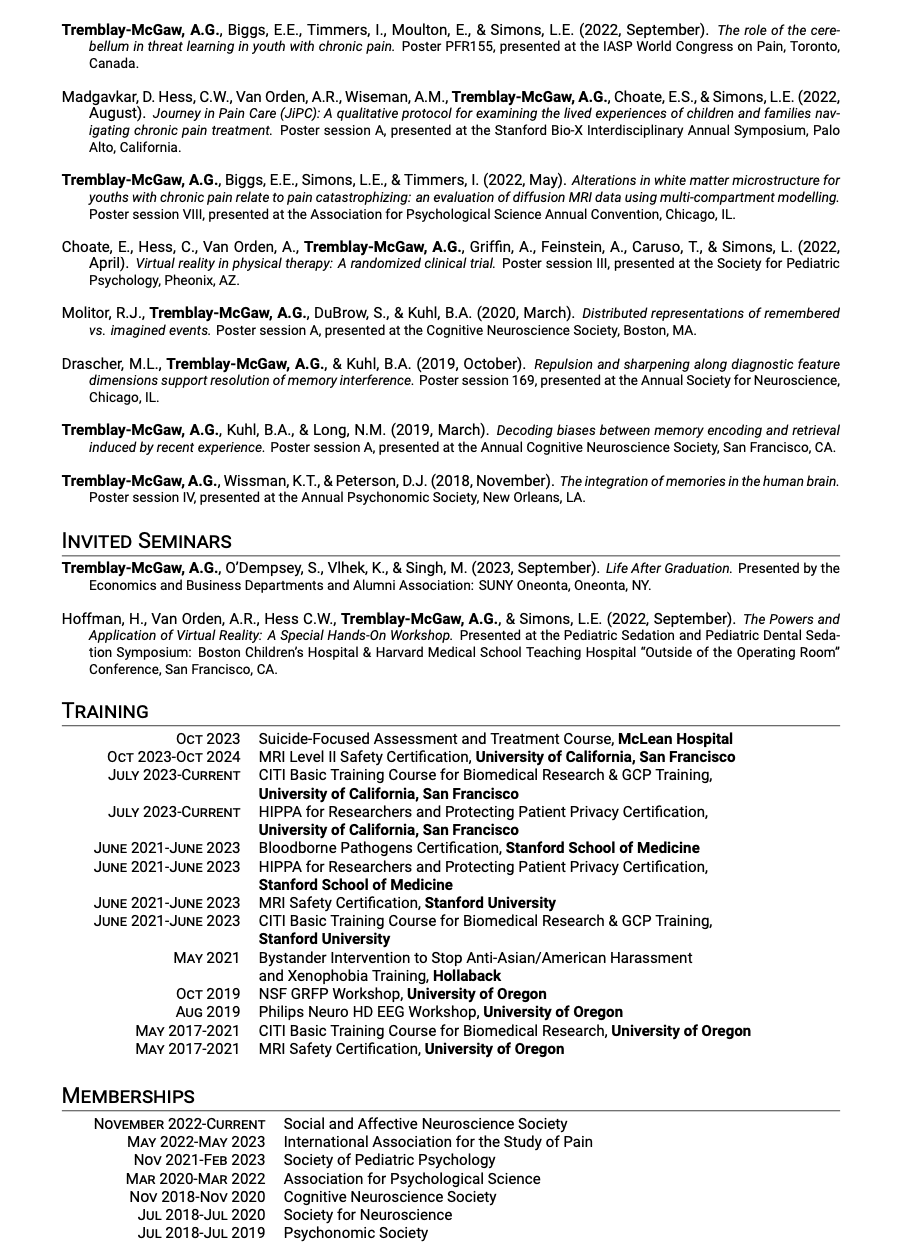 Tremblay-McGaw, A.G., Biggs, E.E., Timmers, I., Moulton, E., & Simons, L.E. (2022, September). The role of the cere-
bellum in threat learning in youth with chronic pain. Poster PFR155, presented at the IASP World Congress on Pain, Toronto,
Canada.
Madgavkar, D. Hess, C.W., Van Orden, A.R., Wiseman, A.M., Tremblay-McGaw, A.G., Choate, E.S., & Simons, L.E. (2022,
August). Journey in Pain Care (JiPC): A qualitative protocol for examining the lived experiences of children and families nav-
igating chronic pain treatment. Poster session A, presented at the Stanford Bio-X Interdisciplinary Annual Symposium, Palo
Alto, California.
Tremblay-McGaw, A.G., Biggs, E.E., Simons, L.E., & Timmers, I. (2022, May). Alterations in white matter microstructure for
youths with chronic pain relate to pain catastrophizing: an evaluation of diffusion MRI data using multi-compartment modelling.
Poster session VIII, presented at the Association for Psychological Science Annual Convention, Chicago, IL.
Choate, E., Hess, C., Van Orden, A., Tremblay-McGaw, A.G., Griffin, A., Feinstein, A., Caruso, T., & Simons, L. (2022,
April). Virtual reality in physical therapy: A randomized clinical trial. Poster session III, presented at the Society for Pediatric
Psychology, Pheonix, AZ.
Molitor, R.J., Tremblay-McGaw, A.G., DuBrow, S., & Kuhl, B.A. (2020, March). Distributed representations of remembered
vs. imagined events. Poster session A, presented at the Cognitive Neuroscience Society, Boston, MA.
Drascher, M.L., Tremblay-McGaw, A.G., & Kuhl, B.A. (2019, October). Repulsion and sharpening along diagnostic feature
dimensions support resolution of memory interference. Poster session 169, presented at the Annual Society for Neuroscience,
Chicago, IL.
Tremblay-McGaw, A.G., Kuhl, B.A., & Long, N.M. (2019, March). Decoding biases between memory encoding and retrieval
induced by recent experience. Poster session A, presented at the Annual Cognitive Neuroscience Society, San Francisco, CA.
Tremblay-McGaw, A.G., Wissman, K.T., & Peterson, D.J. (2018, November). The integration of memories in the human brain.
Poster session IV, presented at the Annual Psychonomic Society, New Orleans, LA.
Invited Seminars
Tremblay-McGaw, A.G., O'Dempsey, S., Vlhek, K., & Singh, M. (2023, September). Life After Graduation. Presented by the
Economics and Business Departments and Alumni Association: SUNY Oneonta, Oneonta, NY.
Hoffman, H., Van Orden, A.R., Hess C.W., Tremblay-McGaw, A.G., & Simons, L.E. (2022, September). The Powers and
Application of Virtual Reality: A Special Hands-On Workshop. Presented at the Pediatric Sedation and Pediatric Dental Seda-
tion Symposium: Boston Children's Hospital & Harvard Medical School Teaching Hospital "Outside of the Operating Room"
Conference, San Francisco, CA.
Training
Oct 2023 Suicide-Focused Assessment and Treatment Course, McLean Hospital
Oct 2023-Oct 2024 MRI Level II Safety Certification, University of California, San Francisco
July 2023-Current CITI Basic Training Course for Biomedical Research & GCP Training,
University of California, San Francisco
July 2023-Current HIPPA for Researchers and Protecting Patient Privacy Certification,
University of California, San Francisco
June 2021-June 2023 Bloodborne Pathogens Certification, Stanford School of Medicine
June 2021-June 2023 HIPPA for Researchers and Protecting Patient Privacy Certification,
Stanford School of Medicine
June 2021-June 2023 MRI Safety Certification, Stanford University
June 2021-June 2023 CITI Basic Training Course for Biomedical Research & GCP Training,
Stanford University
May 2021 Bystander Intervention to Stop Anti-Asian/American Harassment
and Xenophobia Training, Hollaback
Oct 2019 NSF GRFP Workshop, University of Oregon
Aug 2019 Philips Neuro HD EEG Workshop, University of Oregon
May 2017-2021 CITI Basic Training Course for Biomedical Research, University of Oregon
May 2017-2021 MRI Safety Certification, University of Oregon
Memberships
November 2022-Current Social and Affective Neuroscience Society
May 2022-May 2023 International Association for the Study of Pain
Nov 2021-Feb 2023 Society of Pediatric Psychology
Mar 2020-Mar 2022 Association for Psychological Science
Nov 2018-Nov 2020 Cognitive Neuroscience Society
Jul 2018-Jul 2020 Society for Neuroscience
Jul 2018-Jul 2019 Psychonomic Society